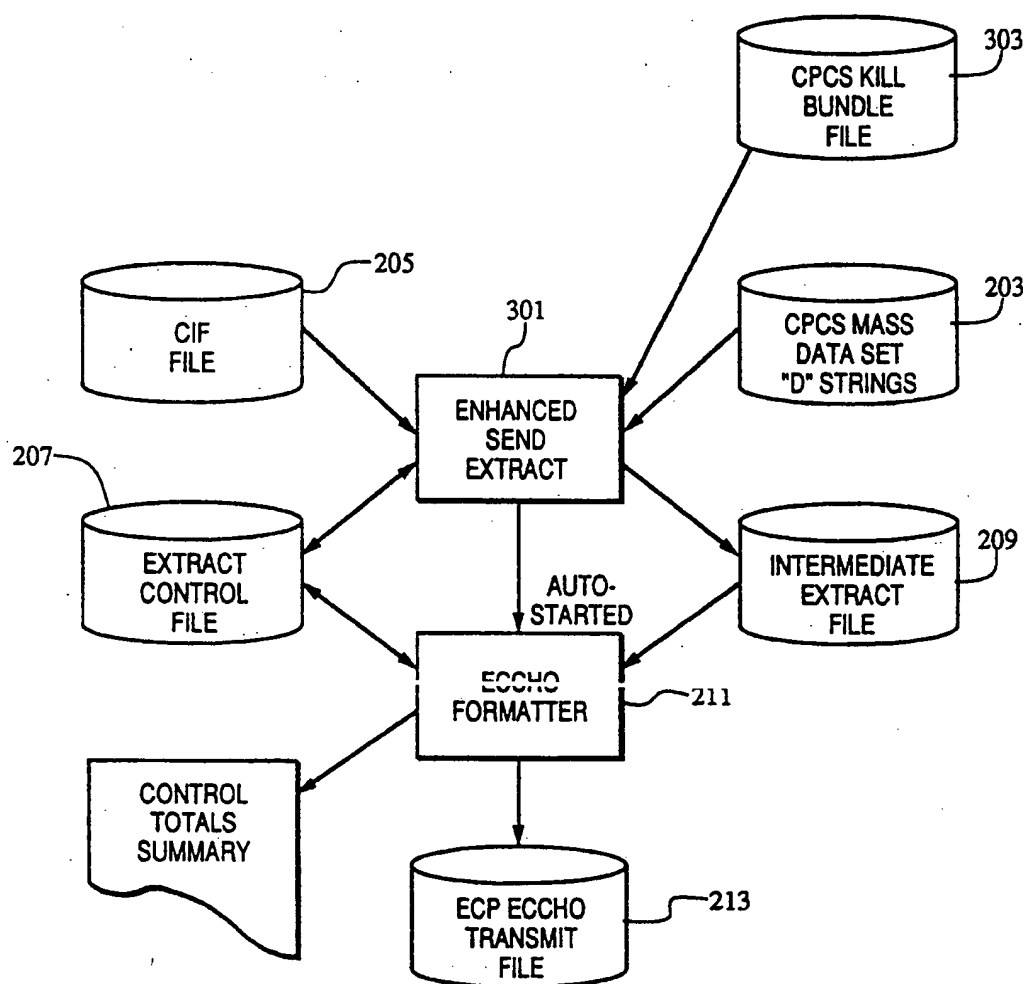 303
CPCS KILL
BUNDLE
FILE
205
CIF
FILE
301
203
CPCS MASS
DATA SET
"D" STRINGS
ENHANCED
SEND
EXTRACT
207
EXTRACT
CONTROL
FILE
209
INTERMEDIATE
EXTRACT
FILE
AUTO-
STARTED
ECCHO
FORMATTER
211
CONTROL
TOTALS
SUMMARY
213
ECP ECCHO
TRANSMIT
FILE